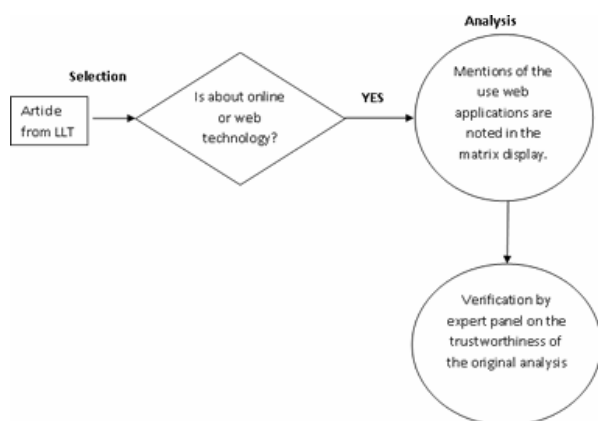 Analysis
Selection
Article
from LLT
Is about online
or web
technology?
YES
Mentions of the
use web
applications are
noted in the
matrix display.
Verification by
expert panel on the
trustworthiness of
the original analysis